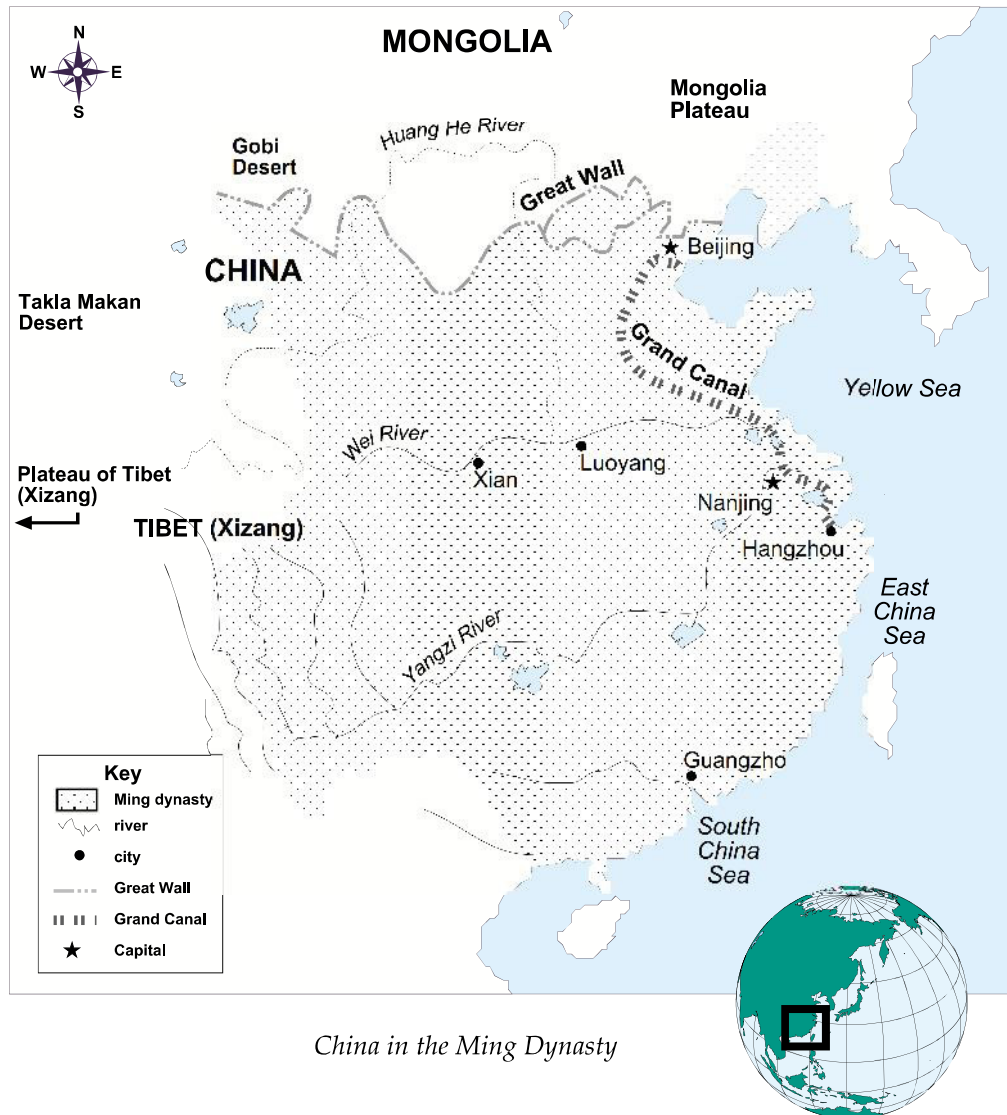 N
W
E
S
MONGOLIA
Mongolia
Plateau
Huang He River
Gobi
Desert
Great Wall
Beijing
CHINA
Takla Makan
Desert
Grand Canal
Yellow Sea
Wei River
Luoyang
Xian
Plateau of Tibet
(Xizang)
Nanjing
TIBET (Xizang)
Hangzhou
East
China
Sea
Yangzi River
Guangzho
South
China
Sea
Key
Ming dynasty
river
city
Great Wall
Grand Canal
Capital
China in the Ming Dynasty